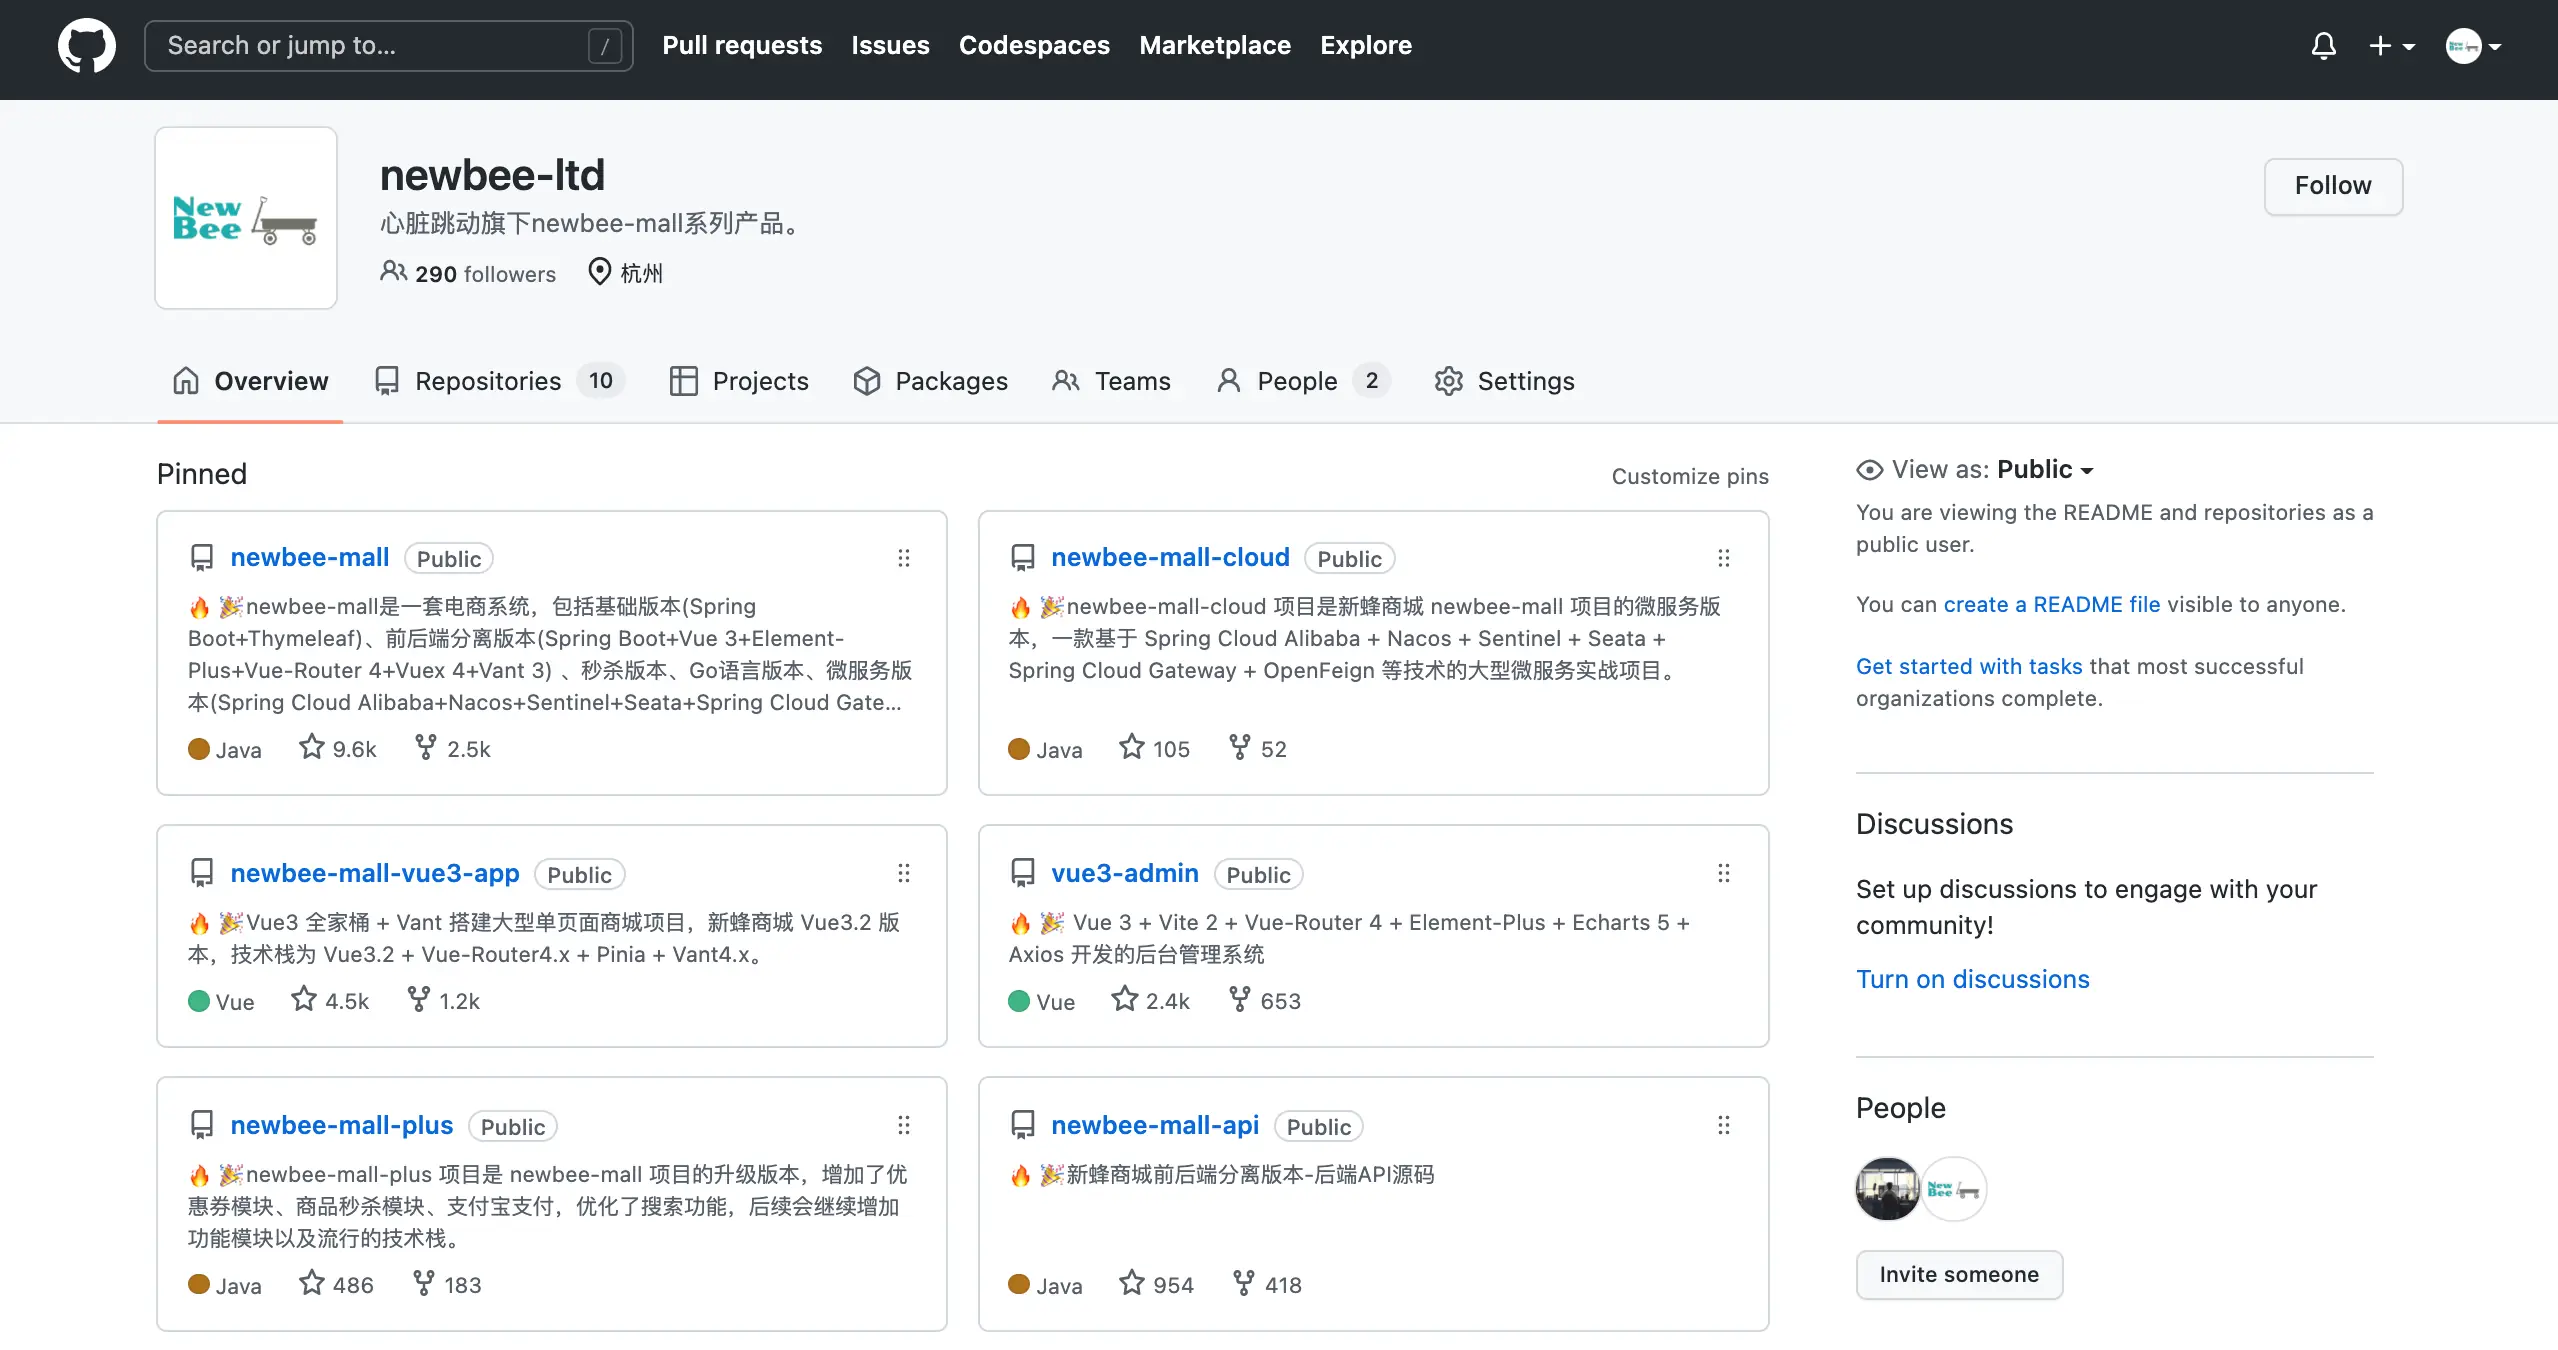 Search or jump to...
/
Pull requests
Issues
Codespaces
Marketplace
Explore
New
Bee
newbee-ltd
心脏跳动旗下newbee-mall系列产品。
290 followers
杭州
Follow
Overview
Repositories 10
Projects
Packages
Teams
People 2
Settings
Pinned
Customize pins
newbee-mall Public
🔥 🎉newbee-mall是一套电商系统，包括基础版本(Spring
Boot+Thymeleaf)、前后端分离版本(Spring Boot+Vue 3+Element-
Plus+Vue-Router 4+Vuex 4+Vant 3) 、秒杀版本、Go语言版本、微服务版
本(Spring Cloud Alibaba+Nacos+Sentinel+Seata+Spring Cloud Gate...
Java 9.6k 2.5k
newbee-mall-cloud Public
🔥 🎉newbee-mall-cloud 项目是新蜂商城 newbee-mall 项目的微服务版
本，一款基于 Spring Cloud Alibaba + Nacos + Sentinel + Seata +
Spring Cloud Gateway + OpenFeign 等技术的大型微服务实战项目。
Java 105 52
newbee-mall-vue3-app Public
🔥 🎉Vue3 全家桶 + Vant 搭建大型单页面商城项目，新蜂商城 Vue3.2 版
本，技术栈为 Vue3.2 + Vue-Router4.x + Pinia + Vant4.x。
Vue 4.5k 1.2k
vue3-admin Public
🔥 🎉 Vue 3 + Vite 2 + Vue-Router 4 + Element-Plus + Echarts 5 +
Axios 开发的后台管理系统
Vue 2.4k 653
newbee-mall-plus Public
🔥 🎉newbee-mall-plus 项目是 newbee-mall 项目的升级版本，增加了优
惠券模块、商品秒杀模块、支付宝支付，优化了搜索功能，后续会继续增加
功能模块以及流行的技术栈。
Java 486 183
newbee-mall-api Public
🔥 🎉新蜂商城前后端分离版本-后端API源码
Java 954 418
View as: Public
You are viewing the README and repositories as a
public user.
You can create a README file visible to anyone.
Get started with tasks that most successful
organizations complete.
Discussions
Set up discussions to engage with your
community!
Turn on discussions
People
New
Bee
Invite someone